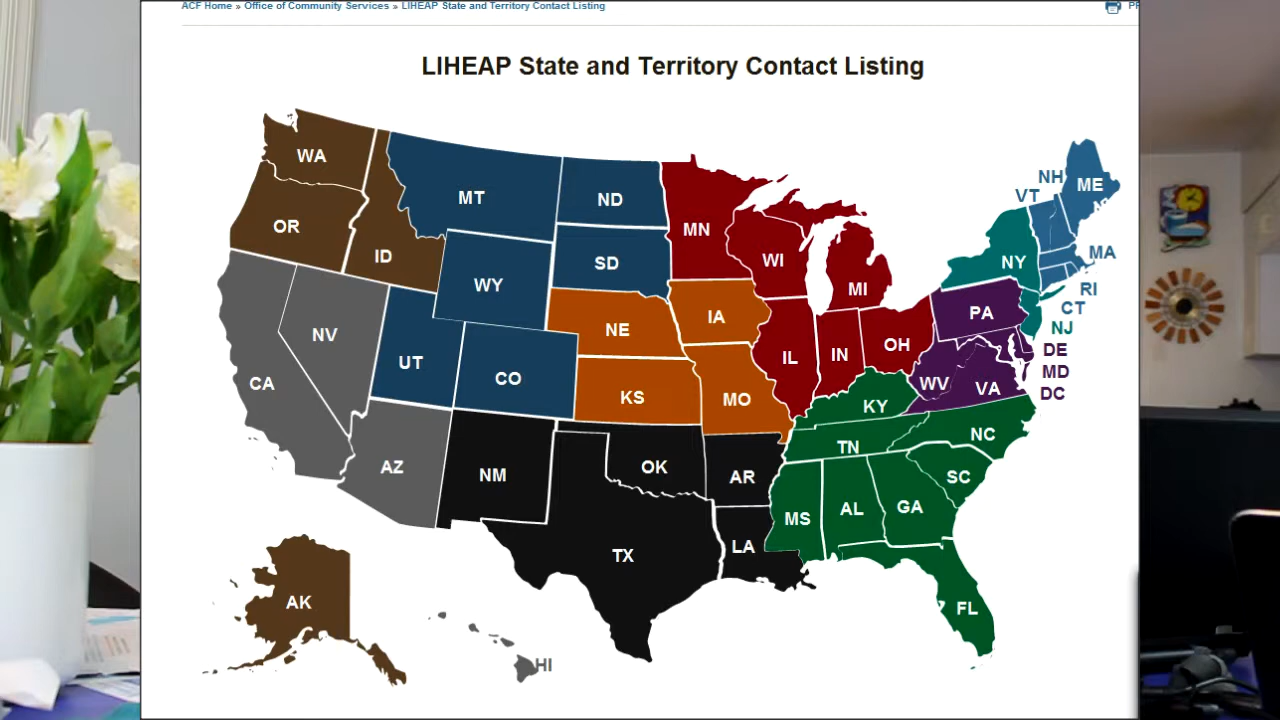 ACF Home » Office of Community Services » LIHEAP State and Territory Contact Listing
LIHEAP State and Territory Contact Listing
WA
MT
ND
MN
NH
ME
VT
OR
ID
SD
WI
NY
MA
WY
MI
RI
NV
NE
IA
PA
CT
NJ
CA
UT
CO
KS
MO
IL
IN
OH
WV
VA
DE
MD
DC
KY
AZ
NM
OK
AR
TN
NC
SC
MS
AL
GA
TX
LA
AK
HI
FL